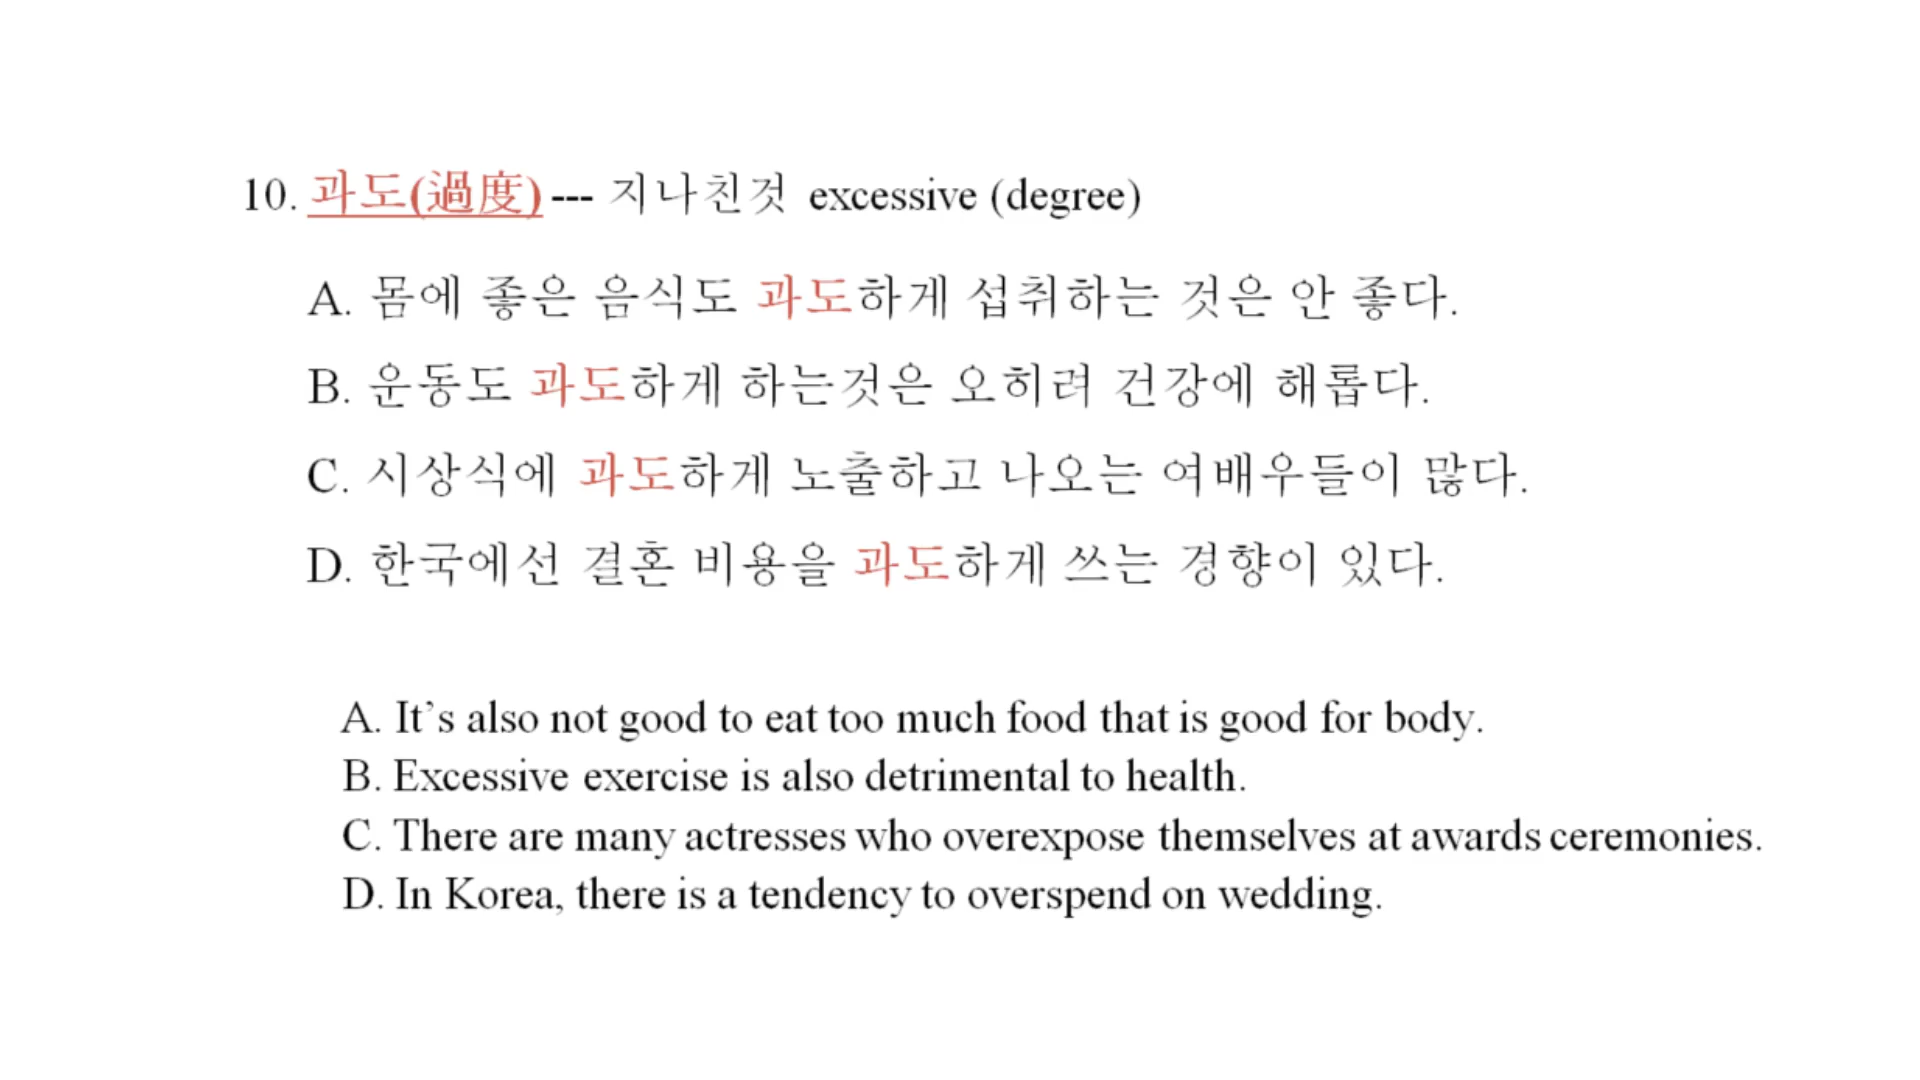 10. 과도(過度) --- 지나친것 excessive (degree)
A. 몸에 좋은 음식도 과도하게 섭취하는 것은 안 좋다.
B. 운동도 과도하게 하는것은 오히려 건강에 해롭다.
C. 시상식에 과도하게 노출하고 나오는 여배우들이 많다.
D. 한국에선 결혼 비용을 과도하게 쓰는 경향이 있다.
A. It’s also not good to eat too much food that is good for body.
B. Excessive exercise is also detrimental to health.
C. There are many actresses who overexpose themselves at awards ceremonies.
D. In Korea, there is a tendency to overspend on wedding.